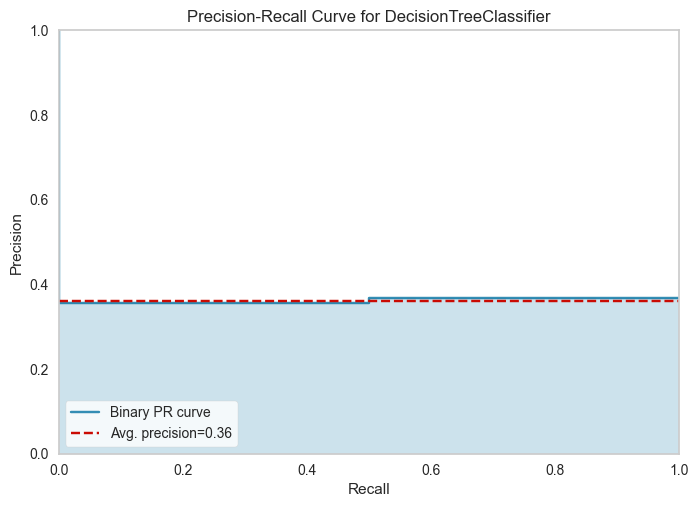 Precision-Recall Curve for DecisionTreeClassifier
1.0
0.8
0.6
0.4
0.2
0.0
Precision
Binary PR curve
Avg. precision=0.36
0.0 0.2 0.4 0.6 0.8 1.0
Recall